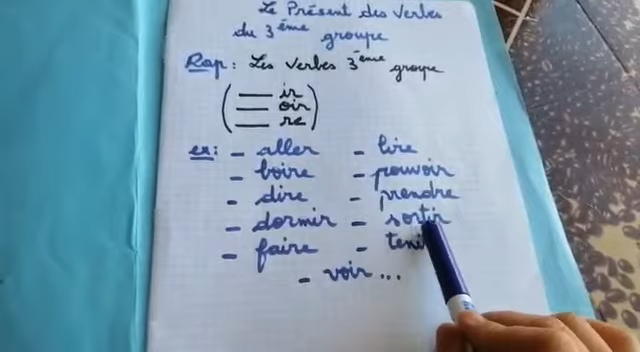 Le Présent des Verbes
du 3ème groupe
Rap : Les verbes 3ème groupe
( — ir
— oir
— re )
ex: - aller - lire
- boire - pouvoir
- dire - prendre
- dormir - sortir
- faire - teni
- voir ...